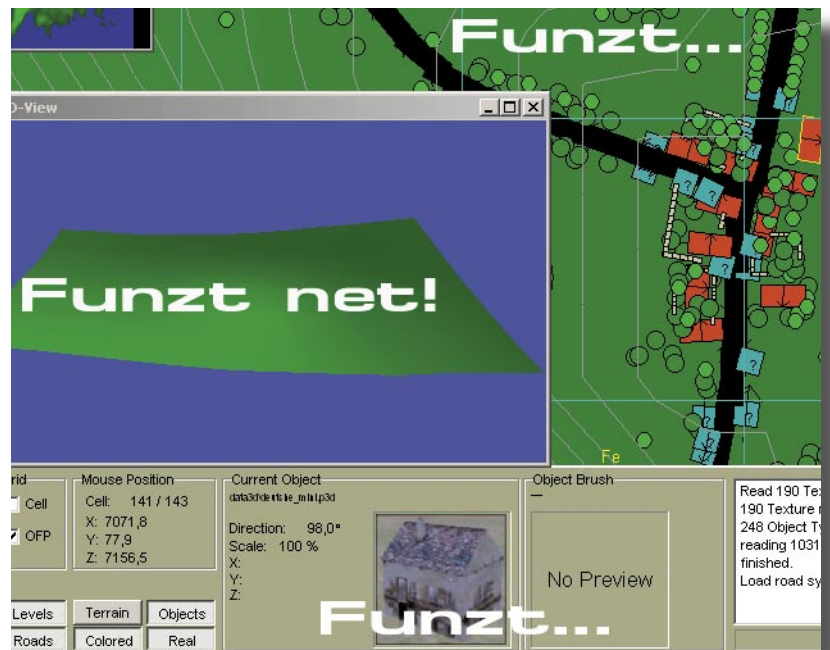 Funzt...
D-View
Funzt net!
Fe
rid
Cell
OFP
Mouse Position
Cell: 141 / 143
X: 7071,8
Y: 77,9
Z: 7156,5
Current Object
Direction: 98,0°
Scale: 100 %
X:
Y:
Z:
Object Brush
—
No Preview
Read 190 Te
190 Texture
248 Object Ty
reading 1031
finished.
Load road sy
Levels
Terrain
Objects
Roads
Colored
Real
Funzt...